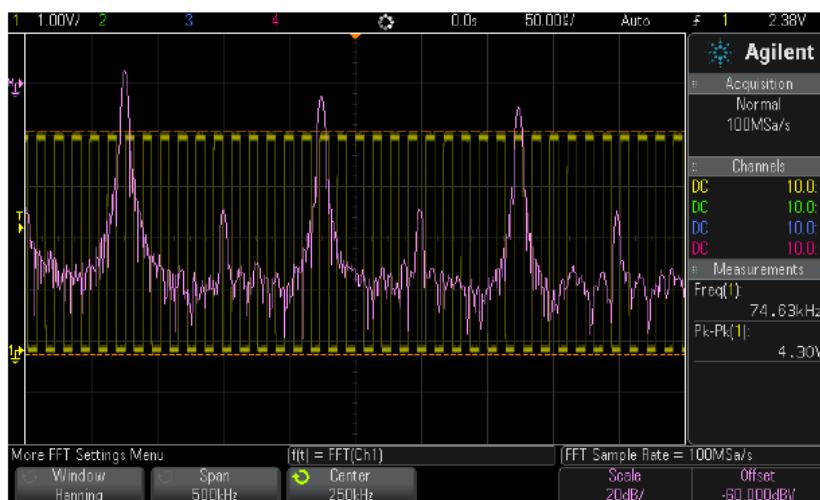 1 1.00V/ 2 3 4 0.0s 50.00㎲/ Auto 1 2.38V
Agilent
Acquisition
Normal
100MSa/s
Channels
DC 10.0:
DC 10.0:
DC 10.0:
DC 10.0:
Measurements
Freq(1):
74.63kHz
Pk-Pk(1):
4.30V
T
1
More FFT Settings Menu f(t) = FFT(Ch1) FFT Sample Rate = 100MSa/s
Window Span Center Scale Offset
Hanning 500kHz 250kHz 20dB/ -60.000dBV